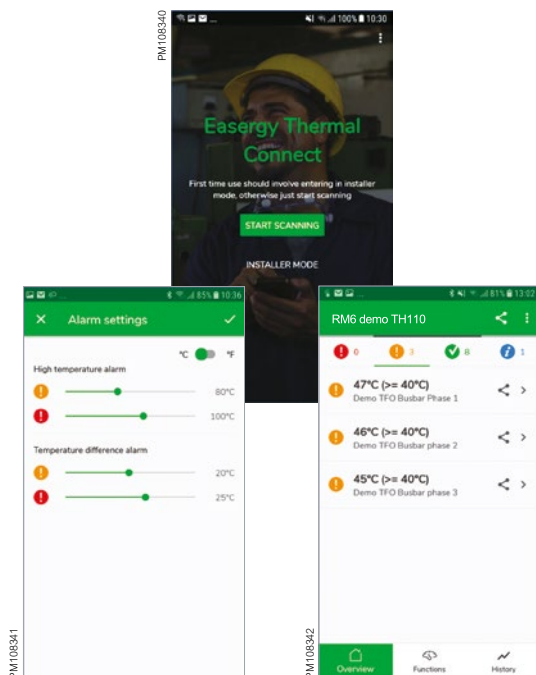 PM108340
100% 10:30
Easergy Thermal
Connect
First time use should involve entering in installer
mode, otherwise just start scanning
START SCANNING
INSTALLER MODE
PM108341
85% 10:36
Alarm settings
°C °F
High temperature alarm
80°C
100°C
Temperature difference alarm
20°C
25°C
PM108342
81% 13:02
RM6 demo TH110
0 3 8 1
47°C (>= 40°C)
Demo TFO Busbar Phase 1
46°C (>= 40°C)
Demo TFO Busbar phase 2
45°C (>= 40°C)
Demo TFO Busbar phase 3
Overview Functions History